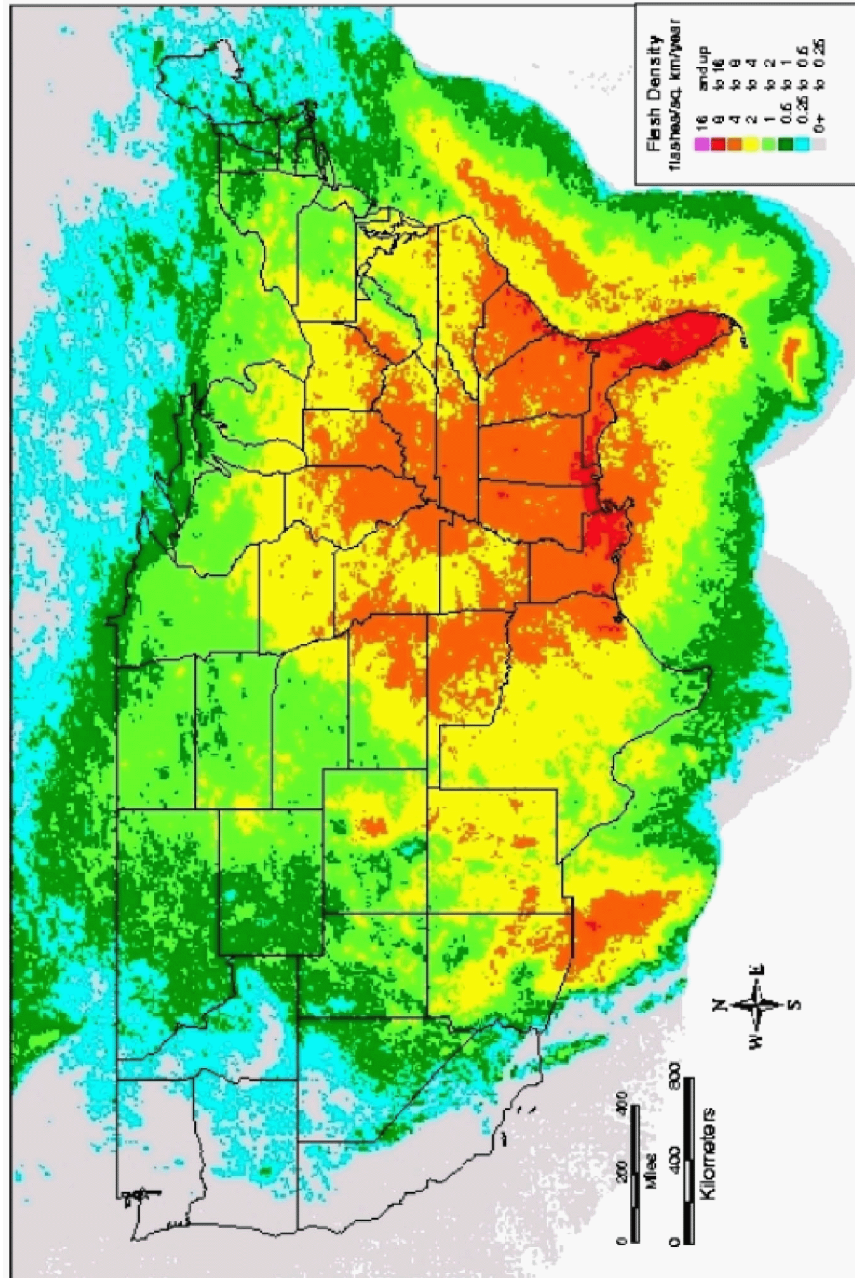 Flash Density
flashes/sq. km/year
16 and up
8 to 16
4 to 8
2 to 4
1 to 2
0.5 to 1
0.25 to 0.5
0+ to 0.25
N
W E
S
0 200 400
Miles
0 400 800
Kilometers